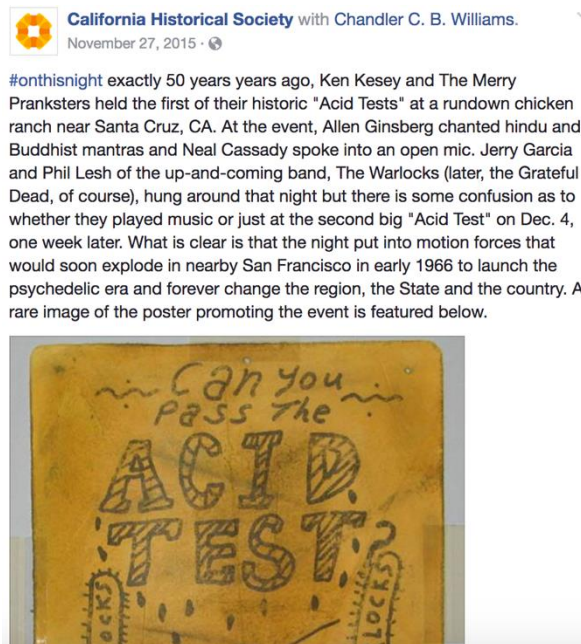 California Historical Society with Chandler C. B. Williams.
November 27, 2015 ·
#onthisnight exactly 50 years years ago, Ken Kesey and The Merry
Pranksters held the first of their historic "Acid Tests" at a rundown chicken
ranch near Santa Cruz, CA. At the event, Allen Ginsberg chanted hindu and
Buddhist mantras and Neal Cassady spoke into an open mic. Jerry Garcia
and Phil Lesh of the up-and-coming band, The Warlocks (later, the Grateful
Dead, of course), hung around that night but there is some confusion as to
whether they played music or just at the second big "Acid Test" on Dec. 4,
one week later. What is clear is that the night put into motion forces that
would soon explode in nearby San Francisco in early 1966 to launch the
psychedelic era and forever change the region, the State and the country. A
rare image of the poster promoting the event is featured below.
Can you
Pass The
ACID
TEST?
OCKS
LOCKS